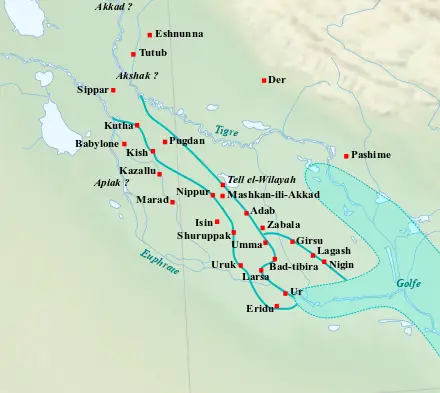 Akkad ?
Eshnunna
Tutub
Akshak ?
Der
Sippar
Kutha
Tigre
Babylone
Pugdan
Kish
Pashime
Kazallu
Apiak ?
Tell el-Wilayah
Nippur
Mashkan-ili-Akkad
Marad
Adab
Isin
Zabala
Shuruppak
Umma
Girsu
Lagash
Euphrate
Uruk
Bad-tibira
Nigin
Larsa
Golfe
Ur
Eridu